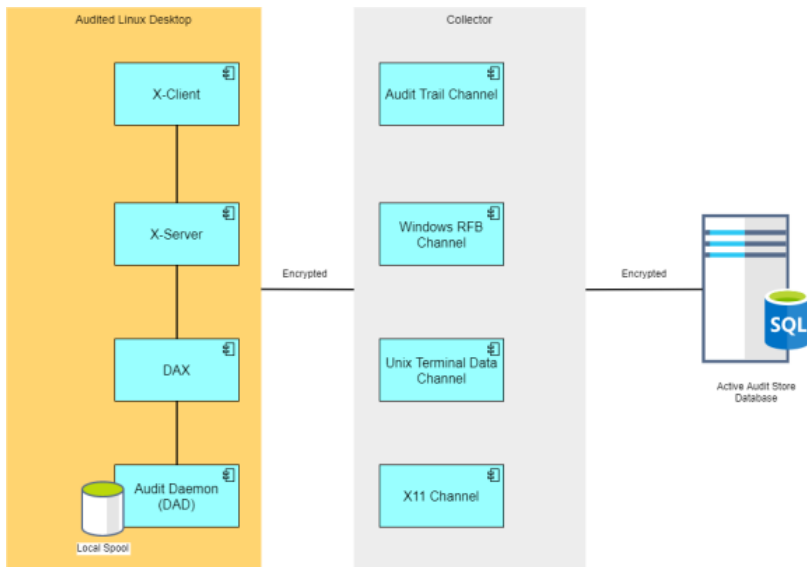 Audited Linux Desktop
Collector
X-Client
Audit Trail Channel
X-Server
Windows RFB
Channel
Encrypted
Encrypted
SQL
DAX
Unix Terminal Data
Channel
Active Audit Store
Database
Audit Daemon
(DAD)
X11 Channel
Local Spool